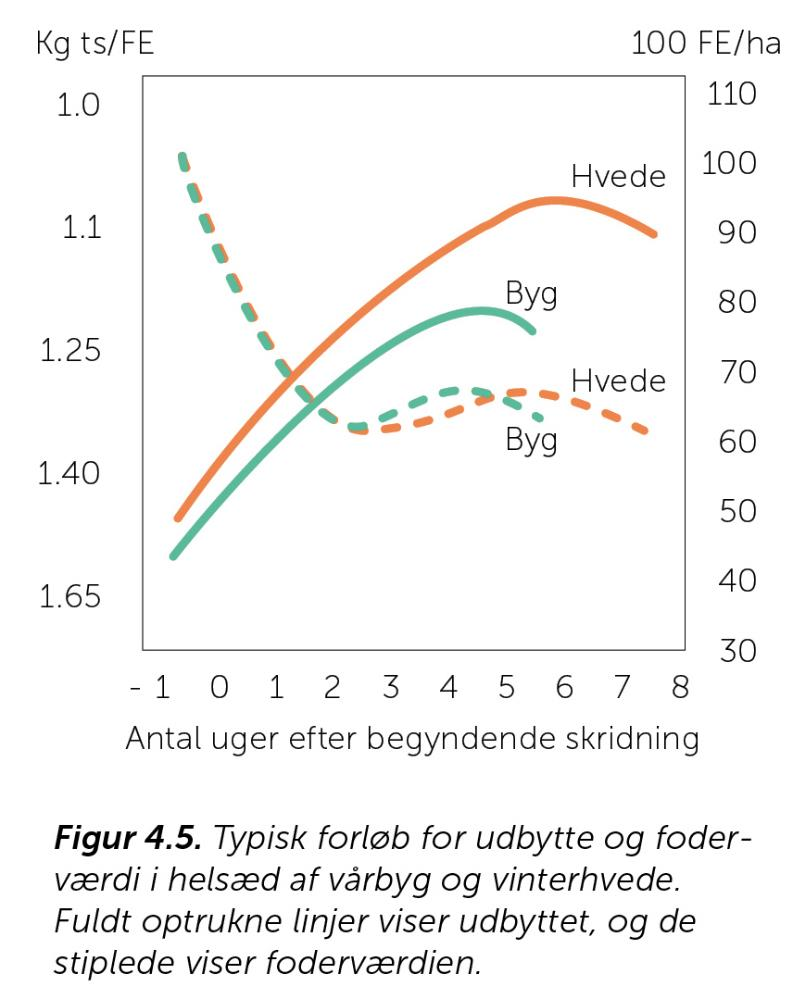 Kg ts/FE 100 FE/ha
1.0
1.1
1.25
1.40
1.65
110
100
90
80
70
60
50
40
30
Hvede
Byg
Hvede
Byg
- 1 0 1 2 3 4 5 6 7 8
Antal uger efter begyndende skridning
Figur 4.5. Typisk forløb for udbytte og foder-
værdi i helsæd af vårbyg og vinterhvede.
Fuldt optrukne linjer viser udbyttet, og de
stiplede viser foderværdien.